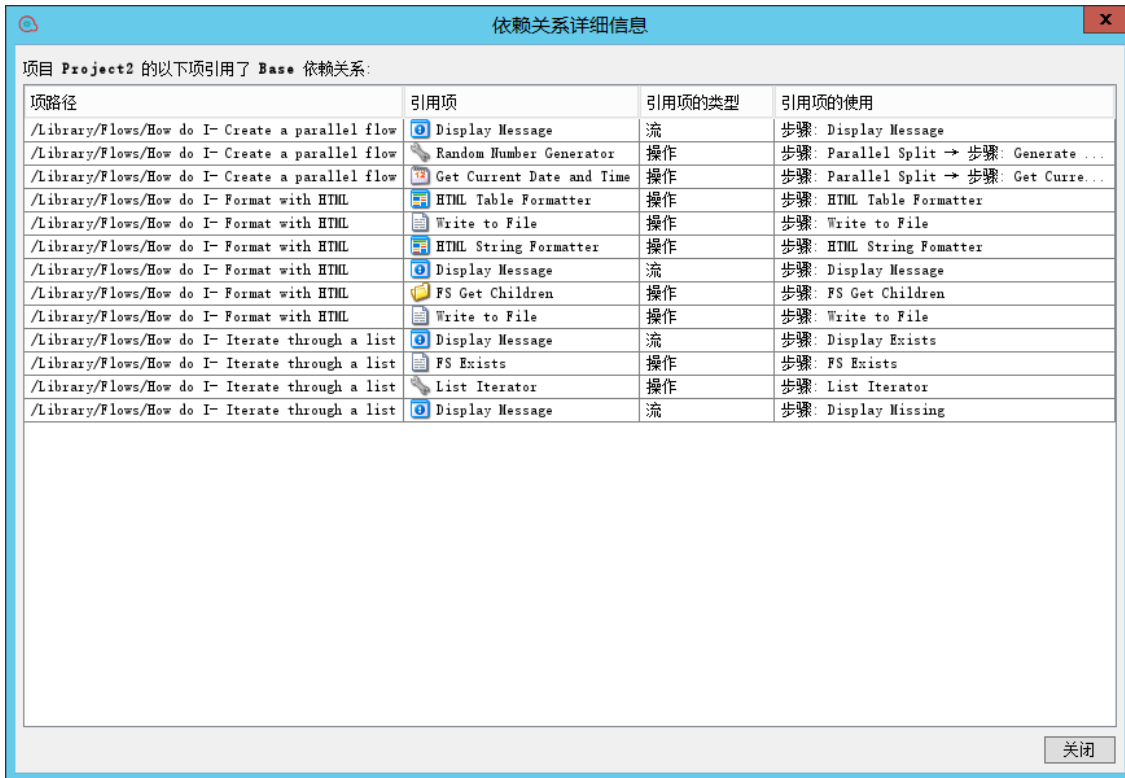 依赖关系详细信息
x
项目 Project2 的以下项引用了 Base 依赖关系:
项路径 引用项 引用项的类型 引用项的使用
/Library/Flows/How do I- Create a parallel flow Display Message 流 步骤: Display Message
/Library/Flows/How do I- Create a parallel flow Random Number Generator 操作 步骤: Parallel Split → 步骤: Generate ...
/Library/Flows/How do I- Create a parallel flow 12 Get Current Date and Time 操作 步骤: Parallel Split → 步骤: Get Curre...
/Library/Flows/How do I- Format with HTML HTML Table Formatter 操作 步骤: HTML Table Formatter
/Library/Flows/How do I- Format with HTML Write to File 操作 步骤: Write to File
/Library/Flows/How do I- Format with HTML HTML String Formatter 操作 步骤: HTML String Fomatter
/Library/Flows/How do I- Format with HTML Display Message 流 步骤: Display Message
/Library/Flows/How do I- Format with HTML FS Get Children 操作 步骤: FS Get Children
/Library/Flows/How do I- Format with HTML Write to File 操作 步骤: Write to File
/Library/Flows/How do I- Iterate through a list Display Message 流 步骤: Display Exists
/Library/Flows/How do I- Iterate through a list FS Exists 操作 步骤: FS Exists
/Library/Flows/How do I- Iterate through a list List Iterator 操作 步骤: List Iterator
/Library/Flows/How do I- Iterate through a list Display Message 流 步骤: Display Missing
关闭